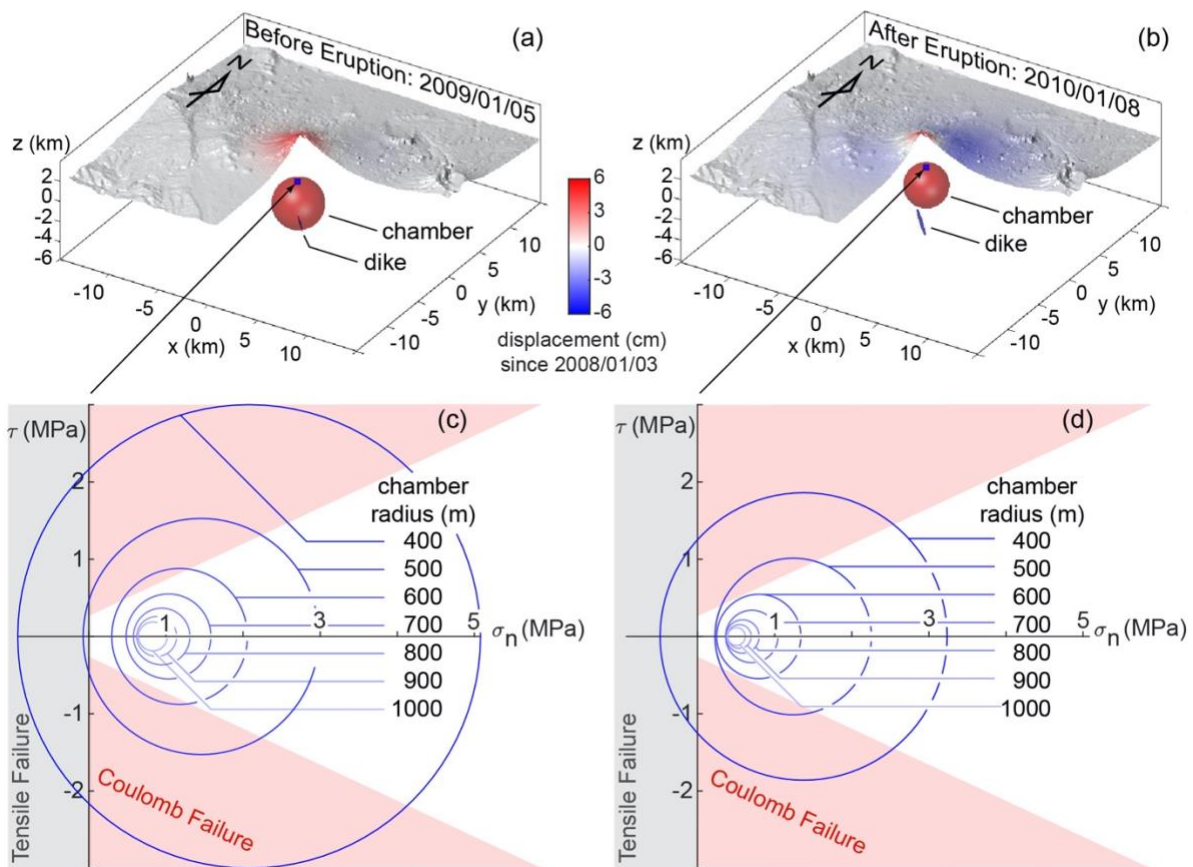 (a)
Before Eruption: 2009/01/05
N
z (km)
2
0
-2
-4
-6
chamber
dike
-10
-5
0
5
10
x (km)
-10
-5
0
5
10
y (km)
6
3
0
-3
-6
displacement (cm)
since 2008/01/03
(b)
After Eruption: 2010/01/08
N
z (km)
2
0
-2
-4
-6
chamber
dike
-10
-5
0
5
10
x (km)
-10
-5
0
5
10
y (km)
(c)
τ (MPa)
2
1
-1
-2
1
3
5
σn (MPa)
chamber
radius (m)
400
500
600
700
800
900
1000
Tensile Failure
Coulomb Failure
(d)
τ (MPa)
2
1
-1
-2
1
3
5
σn (MPa)
chamber
radius (m)
400
500
600
700
800
900
1000
Tensile Failure
Coulomb Failure